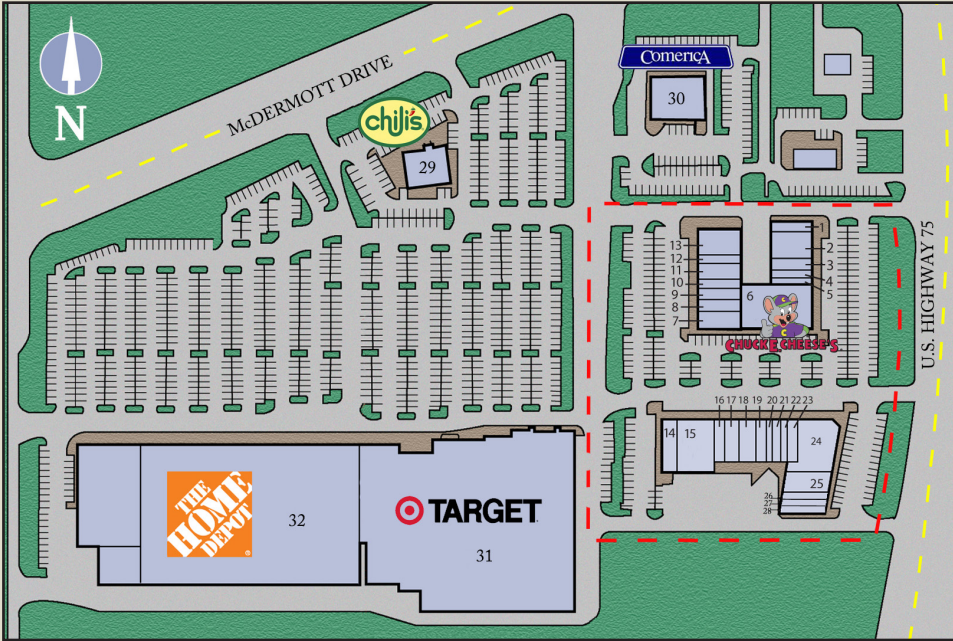 N
McDERMOTT DRIVE
chili's
29
COMERICA
30
U.S. HIGHWAY 75
1
2
3
4
5
6
CHUCK E. CHEESE'S
13
12
11
10
9
8
7
14
15
16 17 18 19 20 21 22 23
24
25
26
27
28
THE
HOME
DEPOT
32
TARGET
31